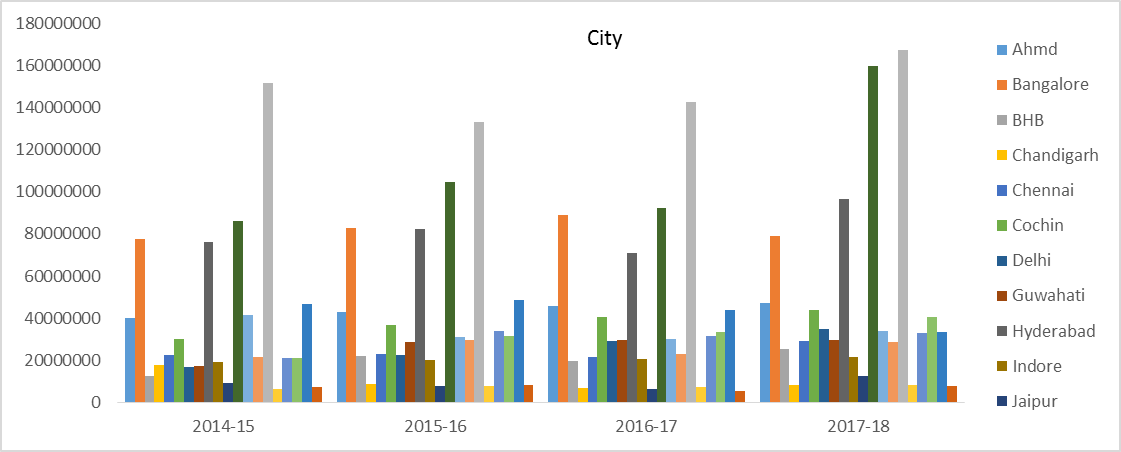 City
180000000
160000000
140000000
120000000
100000000
80000000
60000000
40000000
20000000
0
2014-15
2015-16
2016-17
2017-18
Ahmd
Bangalore
BHB
Chandigarh
Chennai
Cochin
Delhi
Guwahati
Hyderabad
Indore
Jaipur